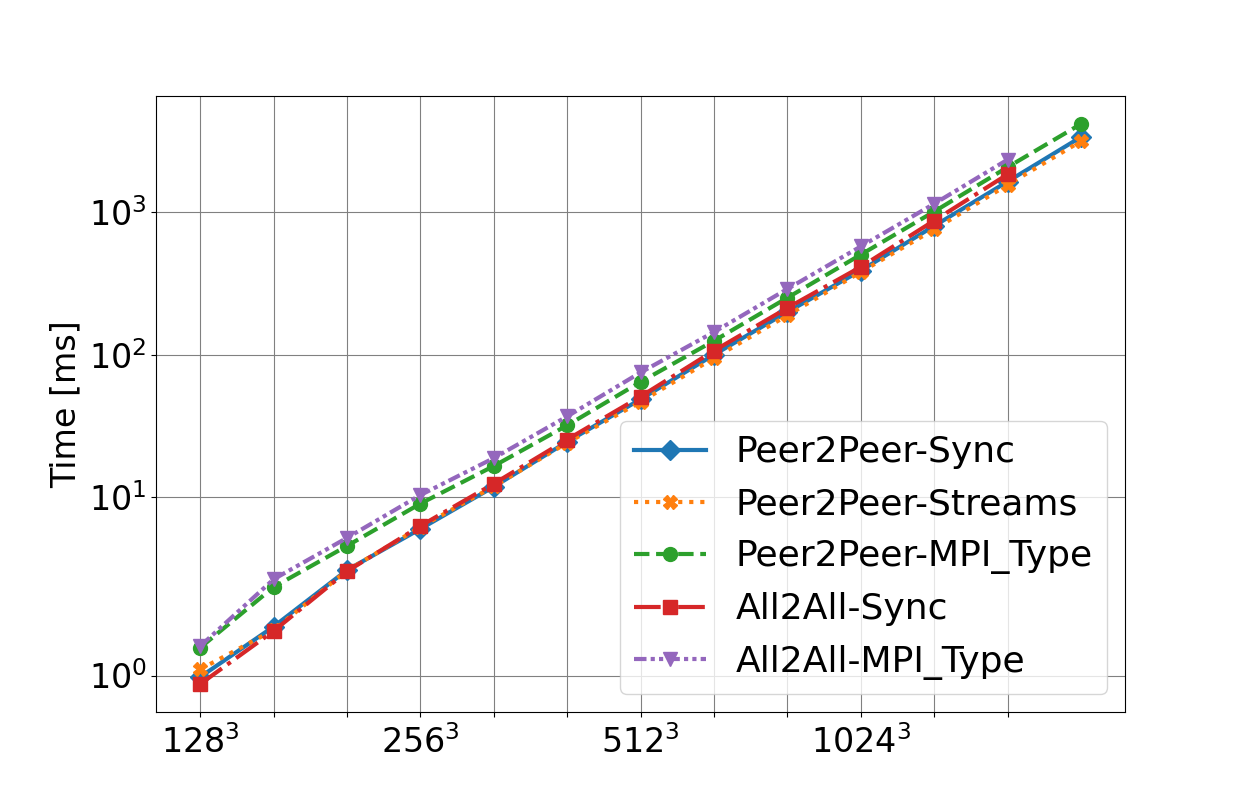 Time [ms]
10³
10²
10¹
10⁰
128³
256³
512³
1024³
Peer2Peer-Sync
Peer2Peer-Streams
Peer2Peer-MPI_Type
All2All-Sync
All2All-MPI_Type